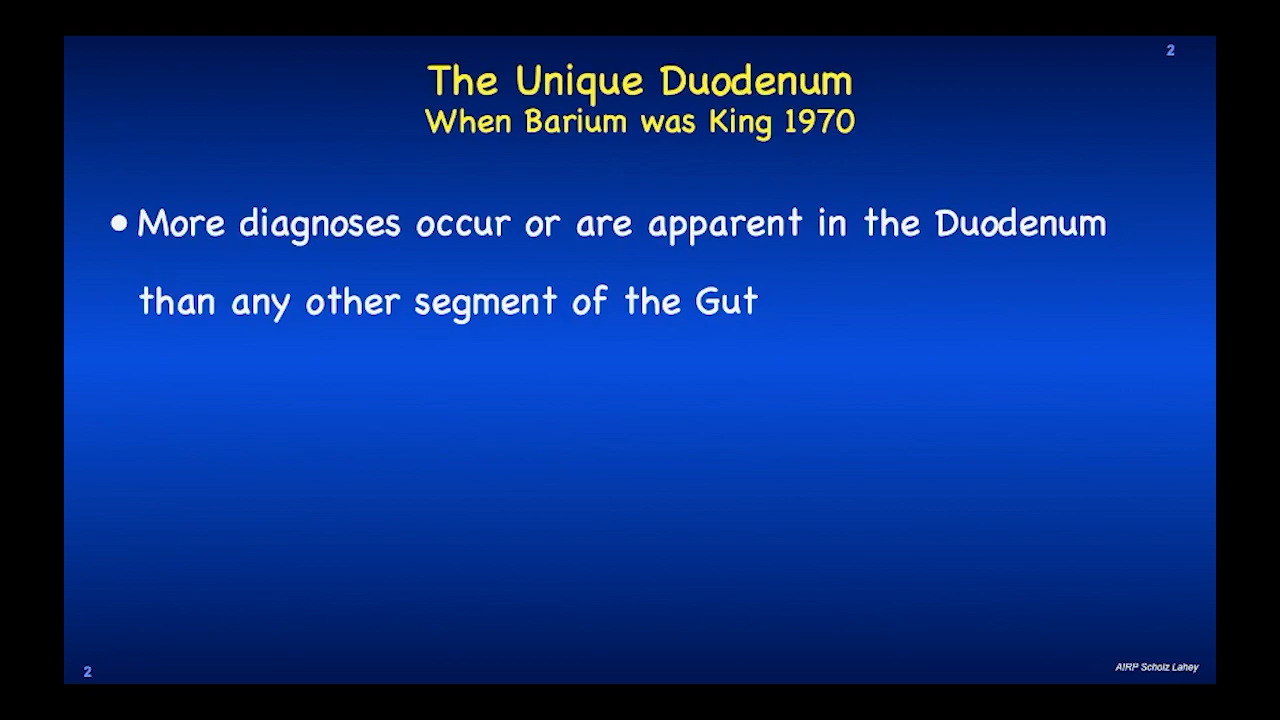 2
The Unique Duodenum
When Barium was King 1970
• More diagnoses occur or are apparent in the Duodenum
than any other segment of the Gut
2
AIRP Scholz Lahey